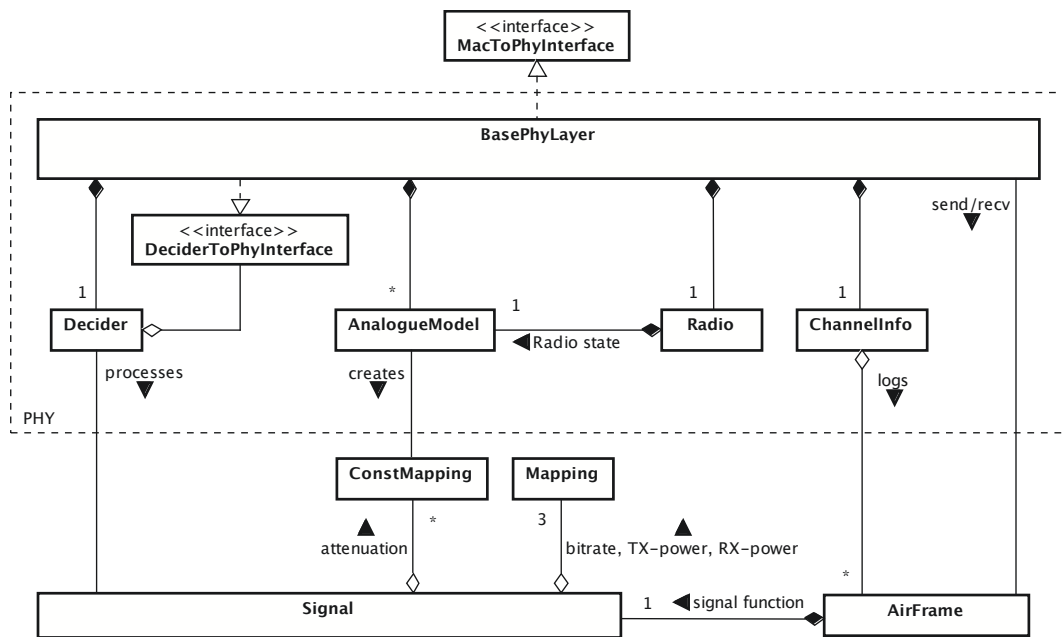 <<interface>>
MacToPhyInterface
BasePhyLayer
<<interface>>
DeciderToPhyInterface
send/recv
1
*
1
1
1
Decider
AnalogueModel
Radio
ChannelInfo
Radio state
processes
creates
logs
PHY
ConstMapping
Mapping
*
3
attenuation
bitrate, TX-power, RX-power
*
Signal
1
signal function
AirFrame